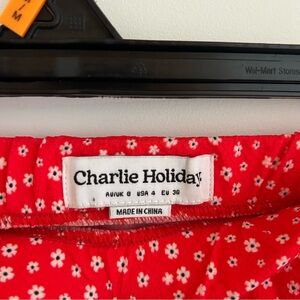 M
Wal-Mart Stores
Charlie Holiday.
AU/UK 8 USA 4 EU 36
MADE IN CHINA